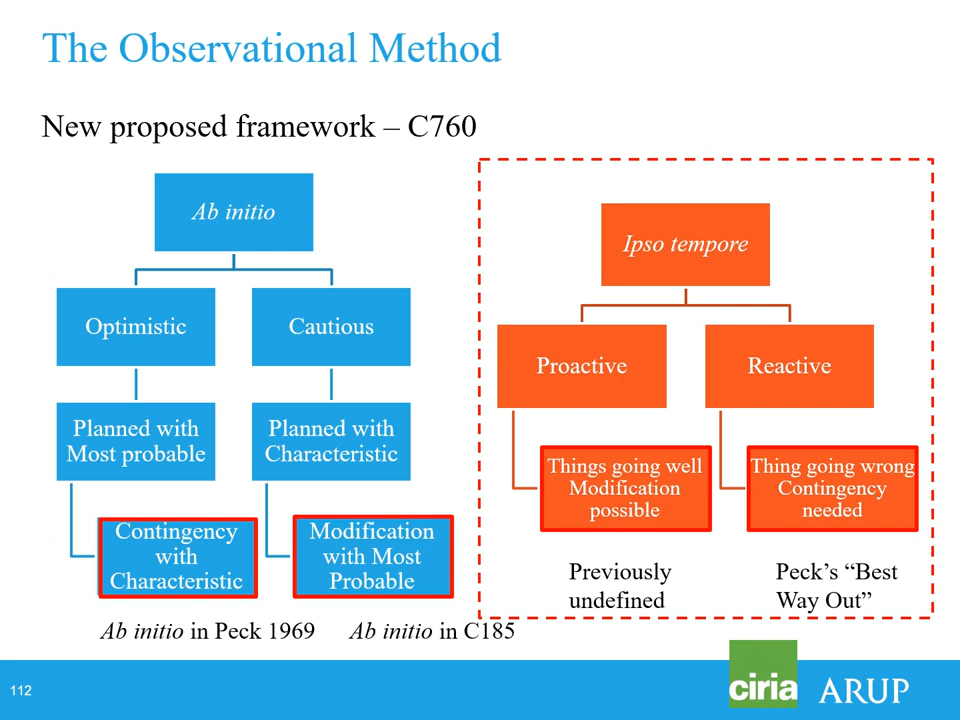 The Observational Method
New proposed framework – C760
Ab initio
Optimistic
Cautious
Planned with
Most probable
Planned with
Characteristic
Contingency
with
Characteristic
Modification
with Most
Probable
Ab initio in Peck 1969
Ab initio in C185
Ipso tempore
Proactive
Reactive
Things going well
Modification
possible
Thing going wrong
Contingency
needed
Previously
undefined
Peck’s “Best
Way Out”
112
ciria
ARUP